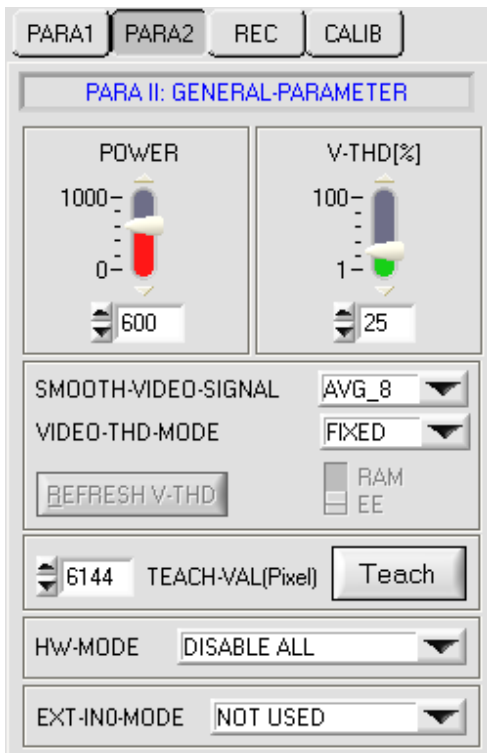 PARA1 PARA2 REC CALIB
PARA II: GENERAL-PARAMETER
POWER
1000
0
600
V-THD[%]
100
1
25
SMOOTH-VIDEO-SIGNAL AVG_8
VIDEO-THD-MODE FIXED
REFRESH V-THD
RAM
EE
6144 TEACH-VAL(Pixel) Teach
HW-MODE DISABLE ALL
EXT-IN0-MODE NOT USED